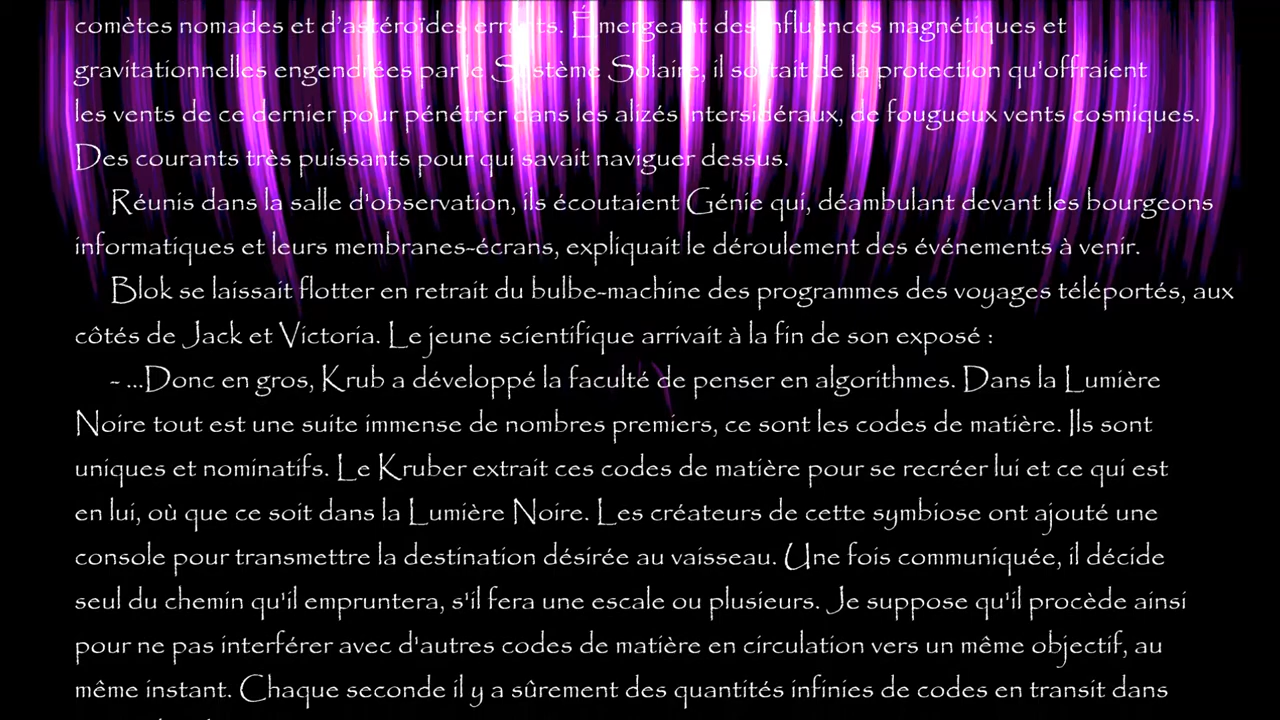 comètes nomades et d'astéroïdes errants. Émergeant des influences magnétiques et
gravitationnelles engendrées par le Système Solaire, il sortait de la protection qu'offraient
les vents de ce dernier pour pénétrer dans les alizés intersidéraux, de fougueux vents cosmiques.
Des courants très puissants pour qui savait naviguer dessus.
Réunis dans la salle d'observation, ils écoutaient Génie qui, déambulant devant les bourgeons
informatiques et leurs membranes-écrans, expliquait le déroulement des événements à venir.
Blok se laissait flotter en retrait du bulbe-machine des programmes des voyages téléportés, aux
côtés de Jack et Victoria. Le jeune scientifique arrivait à la fin de son exposé :
- ...Donc en gros, Krub a développé la faculté de penser en algorithmes. Dans la Lumière
Noire tout est une suite immense de nombres premiers, ce sont les codes de matière. Ils sont
uniques et nominatifs. Le Kruber extrait ces codes de matière pour se recréer lui et ce qui est
en lui, où que ce soit dans la Lumière Noire. Les créateurs de cette symbiose ont ajouté une
console pour transmettre la destination désirée au vaisseau. Une fois communiquée, il décide
seul du chemin qu'il empruntera, s'il fera une escale ou plusieurs. Je suppose qu'il procède ainsi
pour ne pas interférer avec d'autres codes de matière en circulation vers un même objectif, au
même instant. Chaque seconde il y a sûrement des quantités infinies de codes en transit dans